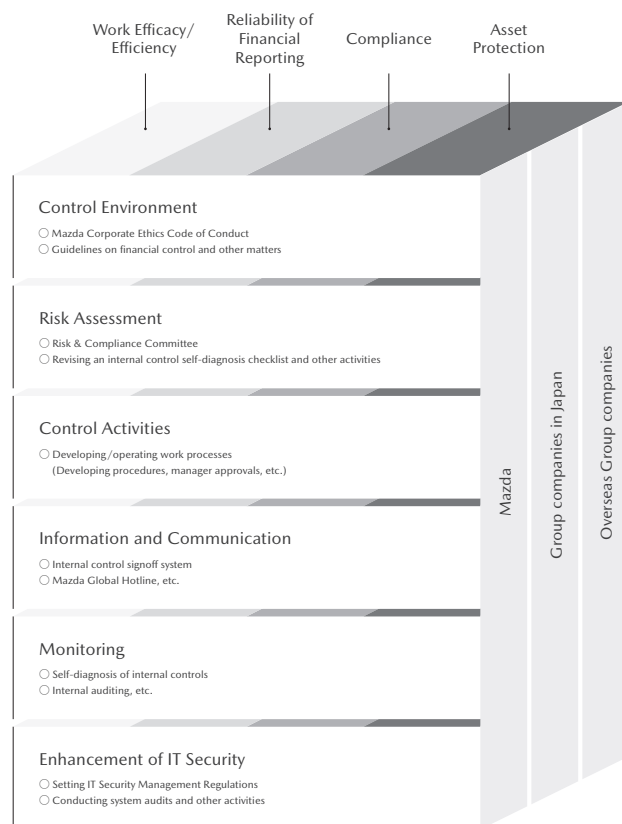 Work Efficacy/
Efficiency
Reliability of
Financial
Reporting
Compliance
Asset
Protection
Control Environment
○ Mazda Corporate Ethics Code of Conduct
○ Guidelines on financial control and other matters
Risk Assessment
○ Risk & Compliance Committee
○ Revising an internal control self-diagnosis checklist and other activities
Control Activities
○ Developing/operating work processes
(Developing procedures, manager approvals, etc.)
Information and Communication
○ Internal control signoff system
○ Mazda Global Hotline, etc.
Monitoring
○ Self-diagnosis of internal controls
○ Internal auditing, etc.
Enhancement of IT Security
○ Setting IT Security Management Regulations
○ Conducting system audits and other activities
Mazda
Group companies in Japan
Overseas Group companies